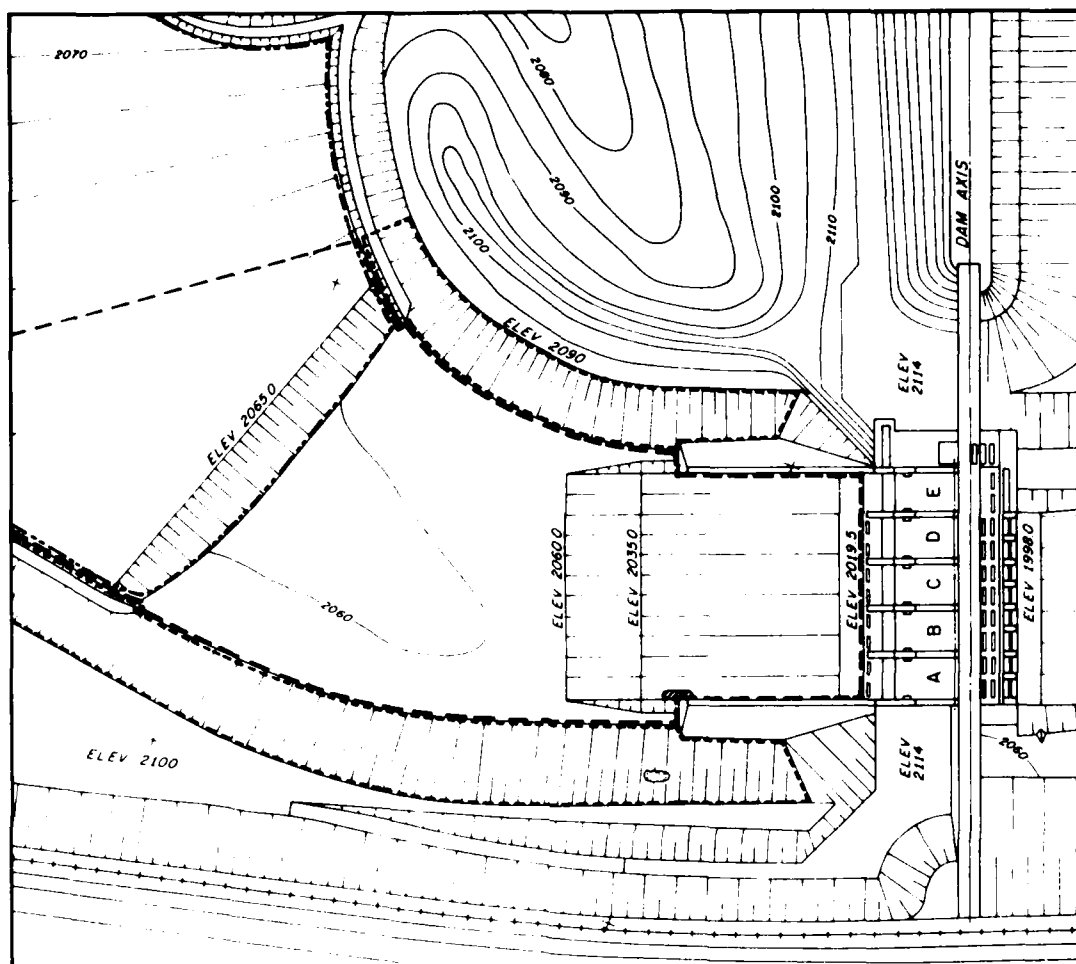 2070
2080
2090
2100
2100
2110
DAM AXIS
ELEV 2090
ELEV
2114
ELEV 2065.0
E
D
C
B
A
ELEV 2060.0
ELEV 2035.0
ELEV 2019.5
ELEV 1998.0
2060
ELEV 2100
ELEV
2114
2060